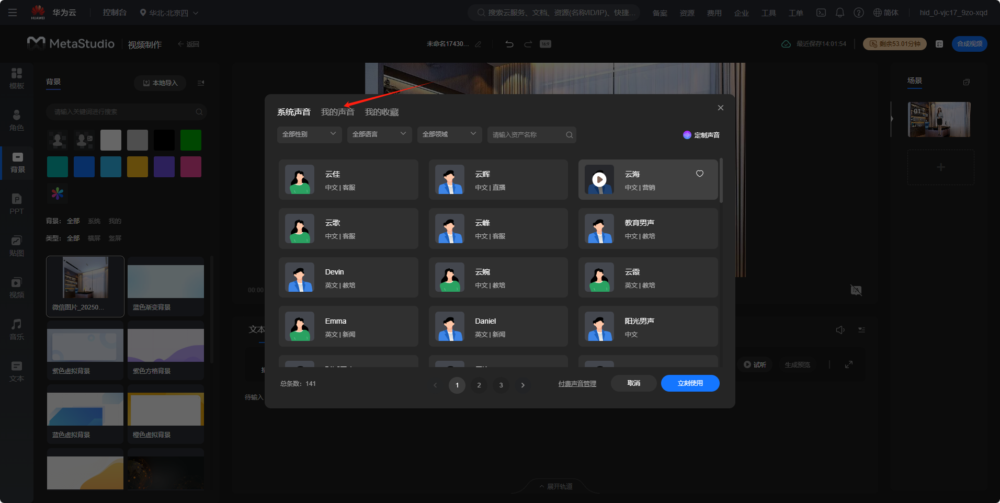 HUAWEI
华为云
控制台
华北-北京四
搜索云服务、文档、资源(名称/ID/IP)、快捷...
备案
资源
费用
企业
工具
工单
简体
hid_0-vjc17_9zo-xqd
MetaStudio
视频制作
返回
未命名17430...
16:9
最近保存14:01:54
剩余53.01分钟
合成视频
模板
角色
背景
PPT
贴图
视频
音乐
文本
背景
本地导入
请输入关键词进行搜索
背景： 全部 系统 我的
类型： 全部 横屏 竖屏
微信图片_20250...
蓝色渐变背景
紫色虚拟背景
紫色方格背景
蓝色虚拟背景
橙色虚拟背景
系统声音 我的声音 我的收藏
全部性别
全部语言
全部领域
请输入资产名称
定制声音
云佳
中文 | 客服
云辉
中文 | 直播
云海
中文 | 营销
云歌
中文 | 客服
云峰
中文 | 客服
教育男声
中文 | 教培
Devin
英文 | 教培
云婉
中文 | 教培
云霞
英文 | 教培
Emma
英文 | 新闻
Daniel
英文 | 新闻
阳光男声
中文
总条数：141
1
2
3
付费声音管理
取消
立刻使用
00:00
文本
待输入
试听
生成预览
展开轨道
场景
01